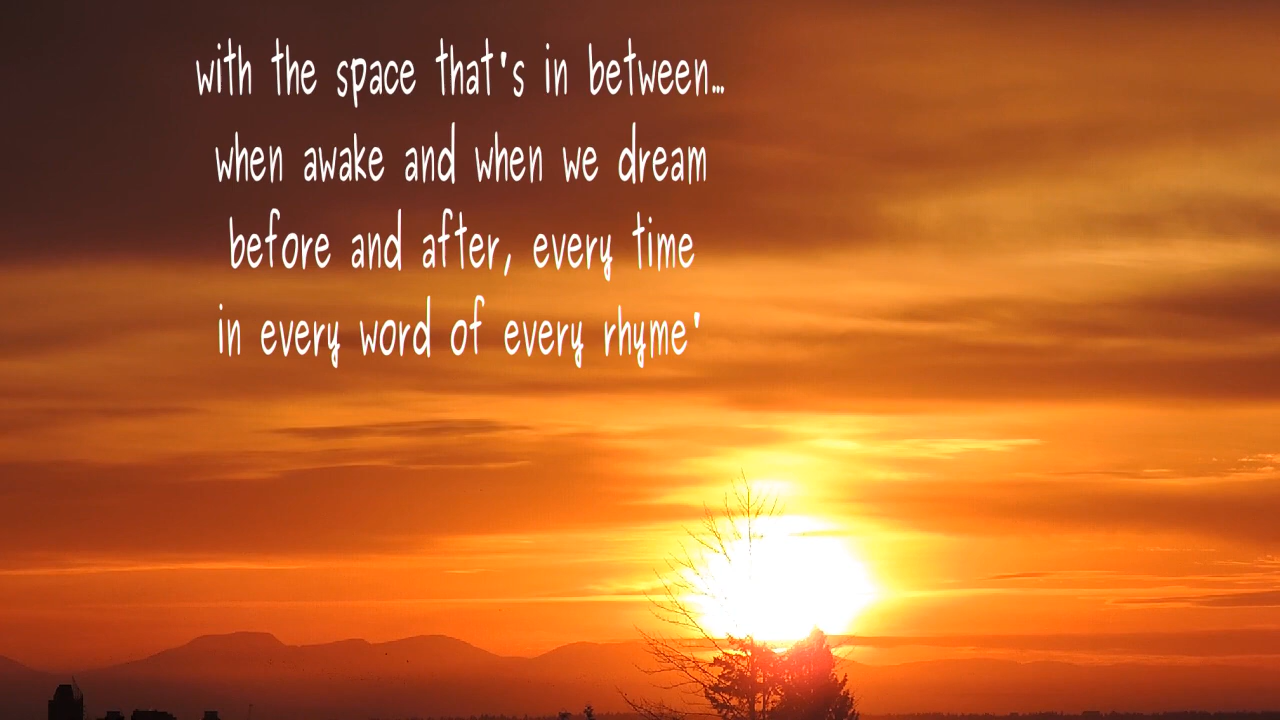 with the space that's in between...
when awake and when we dream
before and after, every time
in every word of every rhyme'